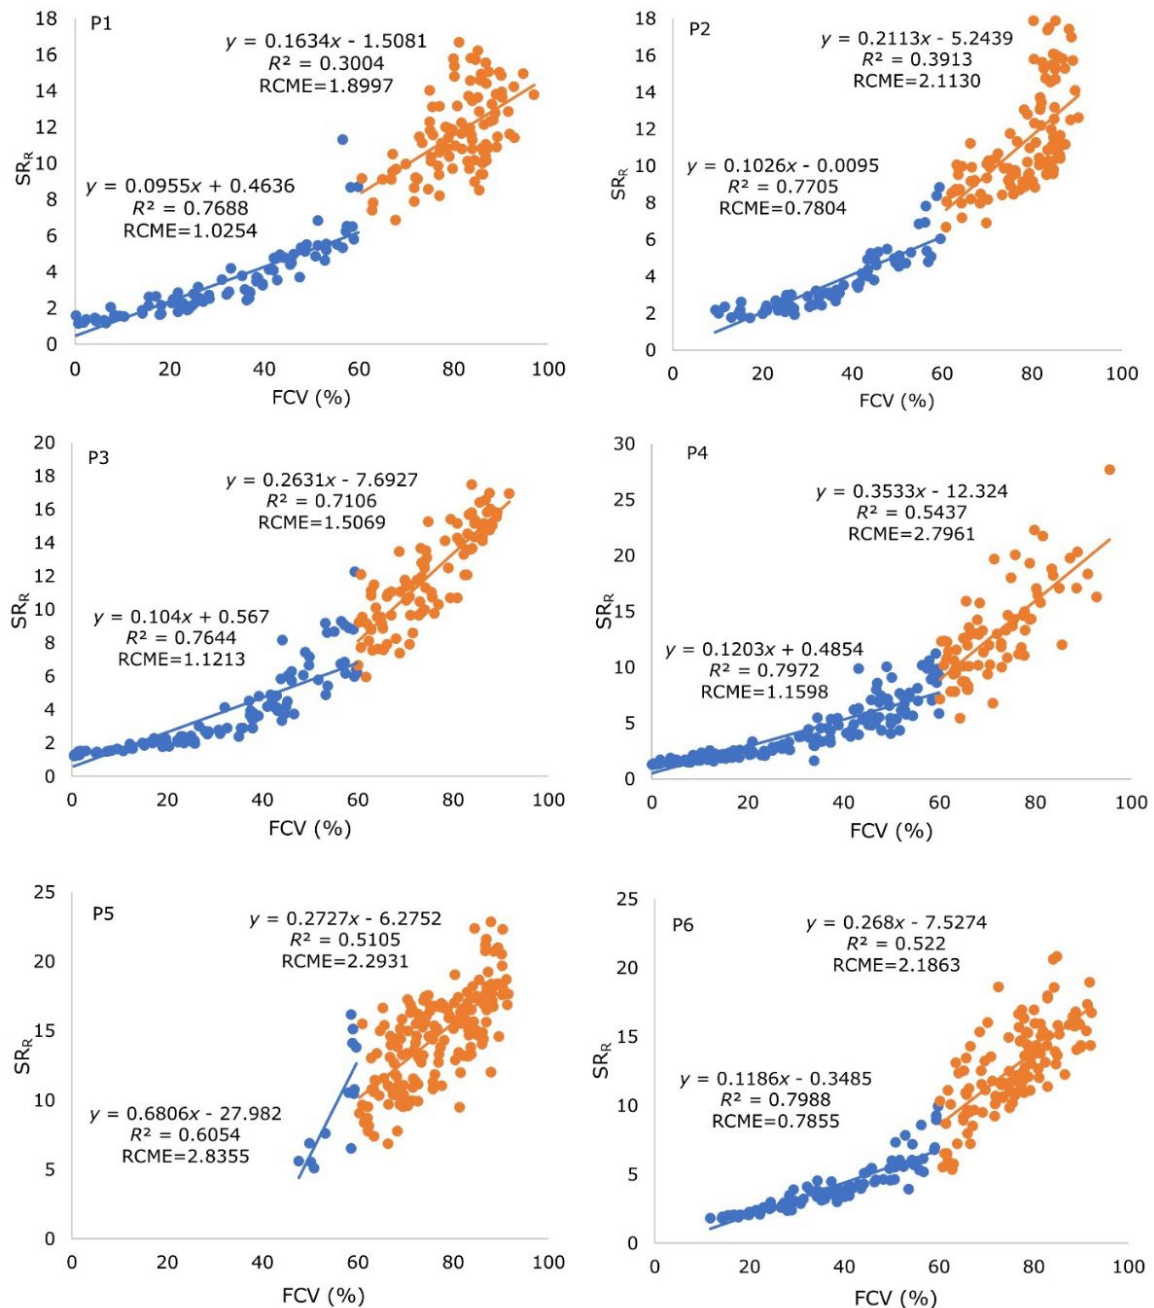 P1
y = 0.1634x - 1.5081
R² = 0.3004
RCME=1.8997
y = 0.0955x + 0.4636
R² = 0.7688
RCME=1.0254
SR_R
18
16
14
12
10
8
6
4
2
0
0 20 40 60 80 100
FCV (%)
P2
y = 0.2113x - 5.2439
R² = 0.3913
RCME=2.1130
y = 0.1026x - 0.0095
R² = 0.7705
RCME=0.7804
SR_R
18
16
14
12
10
8
6
4
2
0
0 20 40 60 80 100
FCV (%)
P3
y = 0.2631x - 7.6927
R² = 0.7106
RCME=1.5069
y = 0.104x + 0.567
R² = 0.7644
RCME=1.1213
SR_R
20
18
16
14
12
10
8
6
4
2
0
0 20 40 60 80 100
FCV (%)
P4
y = 0.3533x - 12.324
R² = 0.5437
RCME=2.7961
y = 0.1203x + 0.4854
R² = 0.7972
RCME=1.1598
SR_R
30
25
20
15
10
5
0
0 20 40 60 80 100
FCV (%)
P5
y = 0.2727x - 6.2752
R² = 0.5105
RCME=2.2931
y = 0.6806x - 27.982
R² = 0.6054
RCME=2.8355
SR_R
25
20
15
10
5
0
0 20 40 60 80 100
FCV (%)
P6
y = 0.268x - 7.5274
R² = 0.522
RCME=2.1863
y = 0.1186x - 0.3485
R² = 0.7988
RCME=0.7855
SR_R
25
20
15
10
5
0
0 20 40 60 80 100
FCV (%)